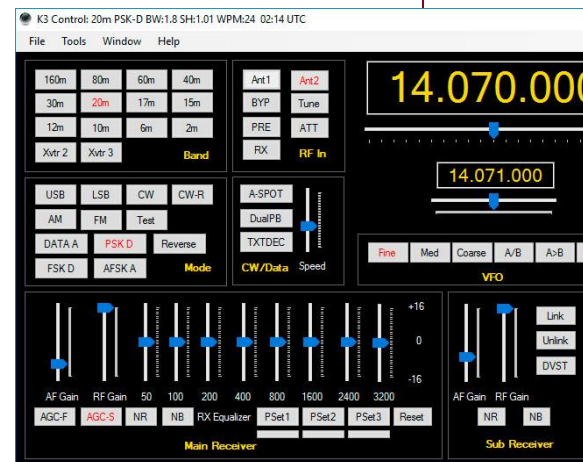 K3 Control: 20m PSK-D BW:1.8 SH:1.01 WPM:24 02:14 UTC
File Tools Window Help
160m 80m 60m 40m
30m 20m 17m 15m
12m 10m 6m 2m
Xvtr 2 Xvtr 3 Band
Ant1 Ant2
BYP Tune
PRE ATT
RX RF In
14.070.000
14.071.000
USB LSB CW CW-R
AM FM Test
DATA A PSK D Reverse
FSK D AFSK A Mode
A-SPOT
DualPB
TXTDEC
CW/Data Speed
Fine Med Coarse A/B A>B
VFO
+16
0
-16
AF Gain RF Gain 50 100 200 400 800 1600 2400 3200
AGC-F AGC-S NR NB RX Equalizer PSet1 PSet2 PSet3 Reset
Main Receiver
Link
Unlink
DVST
AF Gain RF Gain
NR NB
Sub Receiver